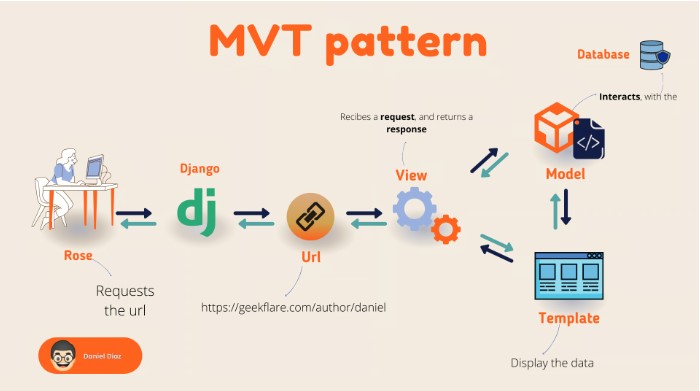 MVT pattern
Database
Interacts, with the
Recibes a request, and returns a
response
Django
dj
View
Model
Rose
Url
Requests
the url
https://geekflare.com/author/daniel
</>
Template
Display the data
Daniel Diaz